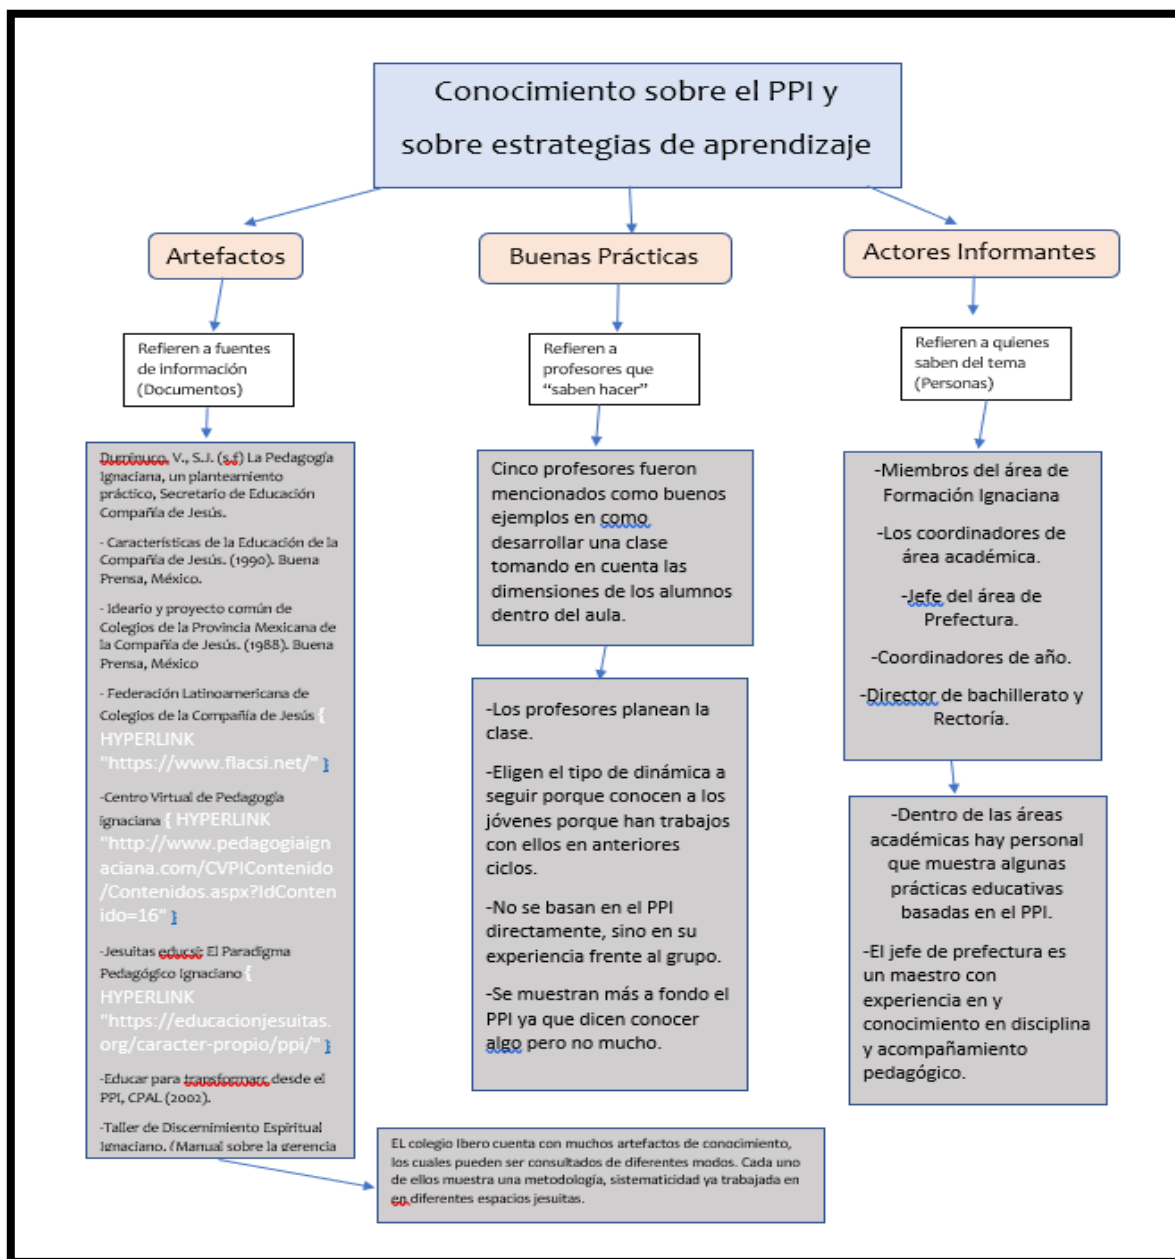 Conocimiento sobre el PPI y
sobre estrategias de aprendizaje
Artefactos
Buenas Prácticas
Actores Informantes
Refieren a fuentes
de información
(Documentos)
Refieren a
profesores que
“saben hacer”
Refieren a quienes
saben del tema
(Personas)
Duminuco, V., S.J. (s.f) La Pedagogía
Ignaciana, un planteamiento
práctico, Secretario de Educación
Compañía de Jesús.
- Características de la Educación de la
Compañía de Jesús. (1990). Buena
Prensa, México.
- Ideario y proyecto común de
Colegios de la Provincia Mexicana de
la Compañía de Jesús. (1988). Buena
Prensa, México
- Federación Latinoamericana de
Colegios de la Compañía de Jesús {
HYPERLINK
"https://www.flacsi.net/" }
-Centro Virtual de Pedagogía
ignaciana { HYPERLINK
"http://www.pedagogiaign
aciana.com/CVPIContenido
/Contenidos.aspx?IdConten
ido=16" }
-Jesuitas educsi: El Paradigma
Pedagógico Ignaciano {
HYPERLINK
"https://educacionjesuitas.
org/caracter-propio/ppi/" }
-Educar para transformarc desde el
PPI, CPAL (2002).
-Taller de Discernimiento Espiritual
Ignaciano. (Manual sobre la gerencia
Cinco profesores fueron
mencionados como buenos
ejemplos en como
desarrollar una clase
tomando en cuenta las
dimensiones de los alumnos
dentro del aula.
-Los profesores planean la
clase.
-Eligen el tipo de dinámica a
seguir porque conocen a los
jóvenes porque han trabajos
con ellos en anteriores
ciclos.
-No se basan en el PPI
directamente, sino en su
experiencia frente al grupo.
-Se muestran más a fondo el
PPI ya que dicen conocer
algo pero no mucho.
-Miembros del área de
Formación Ignaciana
-Los coordinadores de
área académica.
-Jefe del área de
Prefectura.
-Coordinadores de año.
-Director de bachillerato y
Rectoría.
-Dentro de las áreas
académicas hay personal
que muestra algunas
prácticas educativas
basadas en el PPI.
-El jefe de prefectura es
un maestro con
experiencia en y
conocimiento en disciplina
y acompañamiento
pedagógico.
EL colegio Ibero cuenta con muchos artefactos de conocimiento,
los cuales pueden ser consultados de diferentes modos. Cada uno
de ellos muestra una metodología, sistematicidad ya trabajada en
en diferentes espacios jesuitas.